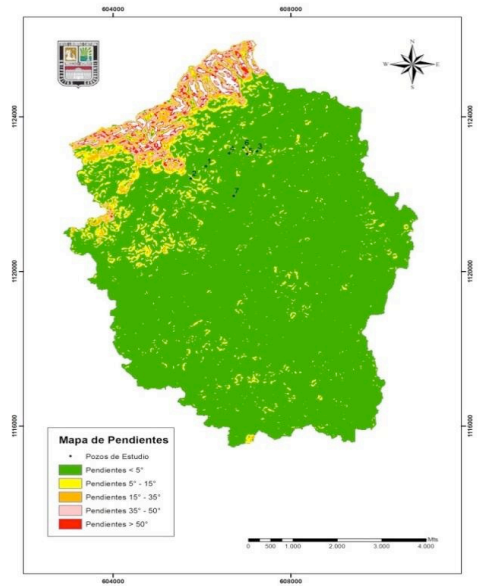 604000 608000
N
W E
S
1124000 1124000
1120000 1120000
1116000 1116000
Mapa de Pendientes
Pozos de Estudio
Pendientes < 5°
Pendientes 5° - 15°
Pendientes 15° - 35°
Pendientes 35° - 50°
Pendientes > 50°
Mts
0 500 1.000 2.000 3.000 4.000
604000 608000